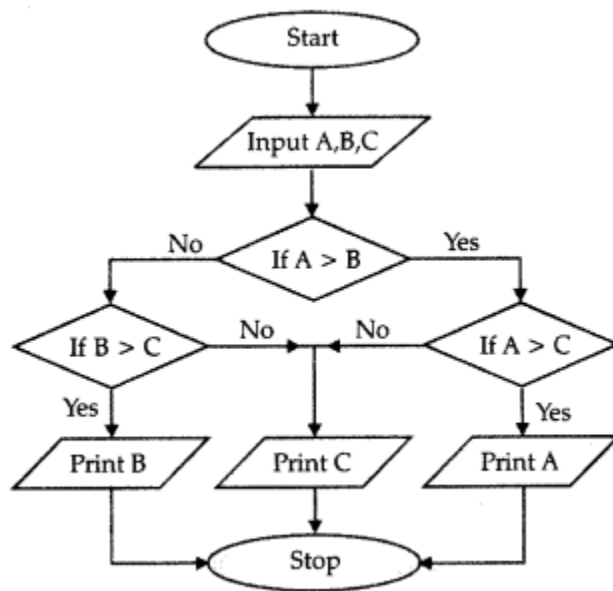 Start
Input A,B,C
If A > B
No
Yes
If B > C
No
No
If A > C
Yes
Yes
Print B
Print C
Print A
Stop